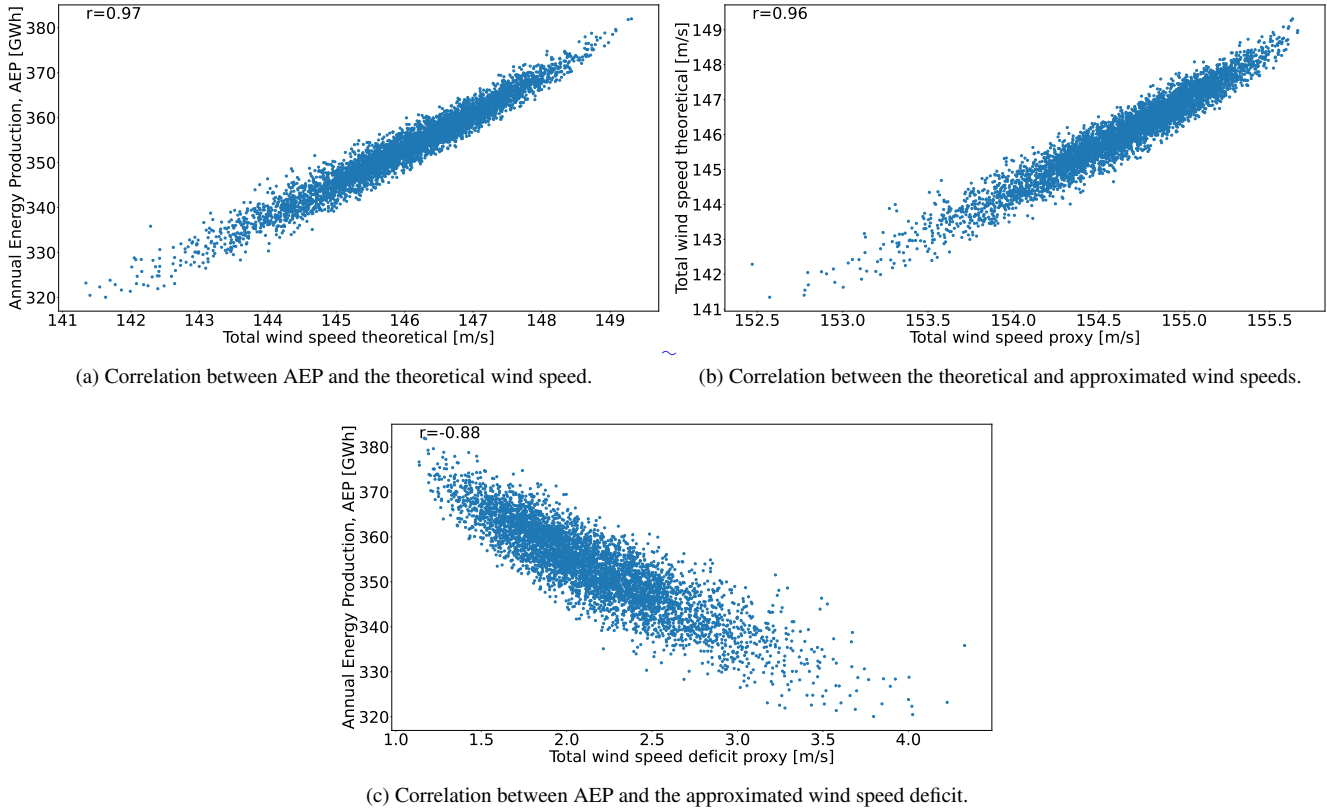 r=0.97
Annual Energy Production, AEP [GWh]
380
370
360
350
340
330
320
141 142 143 144 145 146 147 148 149
Total wind speed theoretical [m/s]
(a) Correlation between AEP and the theoretical wind speed.
r=0.96
Total wind speed theoretical [m/s]
149
148
147
146
145
144
143
142
141
152.5 153.0 153.5 154.0 154.5 155.0 155.5
Total wind speed proxy [m/s]
~
(b) Correlation between the theoretical and approximated wind speeds.
r=-0.88
Annual Energy Production, AEP [GWh]
380
370
360
350
340
330
320
1.0 1.5 2.0 2.5 3.0 3.5 4.0
Total wind speed deficit proxy [m/s]
(c) Correlation between AEP and the approximated wind speed deficit.